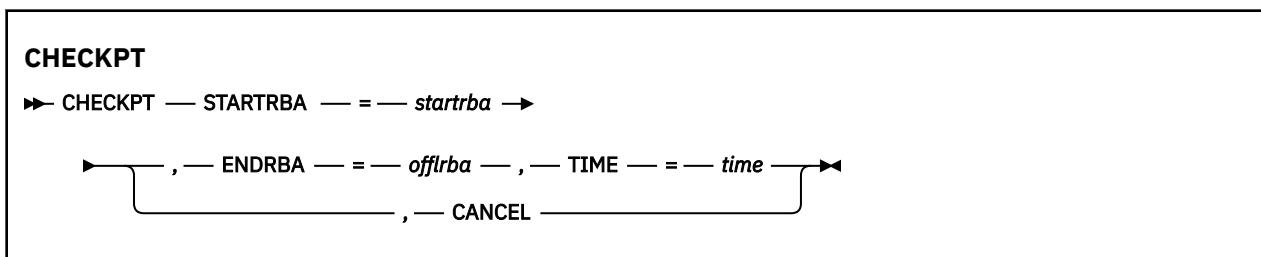 CHECKPT
CHECKPT STARTRBA = startrba
, ENDRBA = offlrba , TIME = time
, CANCEL